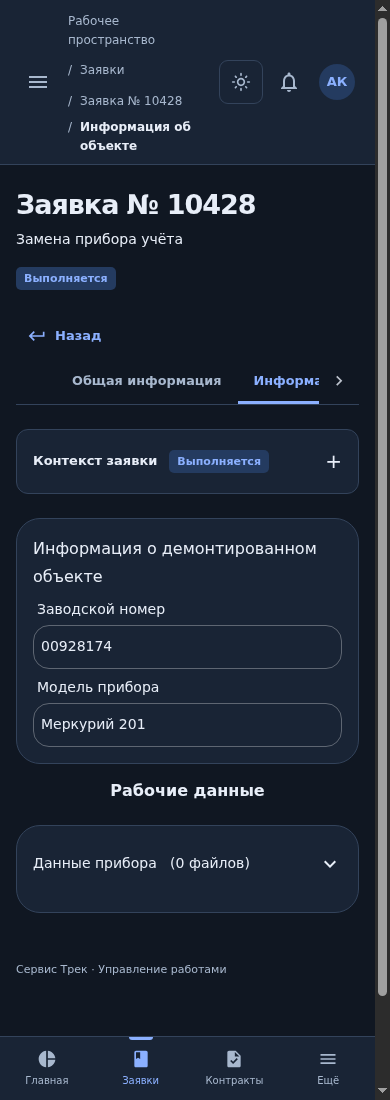 Рабочее
пространство
/ Заявки
/ Заявка № 10428
/ Информация об
объекте
АК
Заявка № 10428
Замена прибора учёта
Выполняется
Назад
Общая информация
Информа
Контекст заявки
Выполняется
Информация о демонтированном
объекте
Заводской номер
00928174
Модель прибора
Меркурий 201
Рабочие данные
Данные прибора (0 файлов)
Сервис Трек · Управление работами
Главная
Заявки
Контракты
Ещё